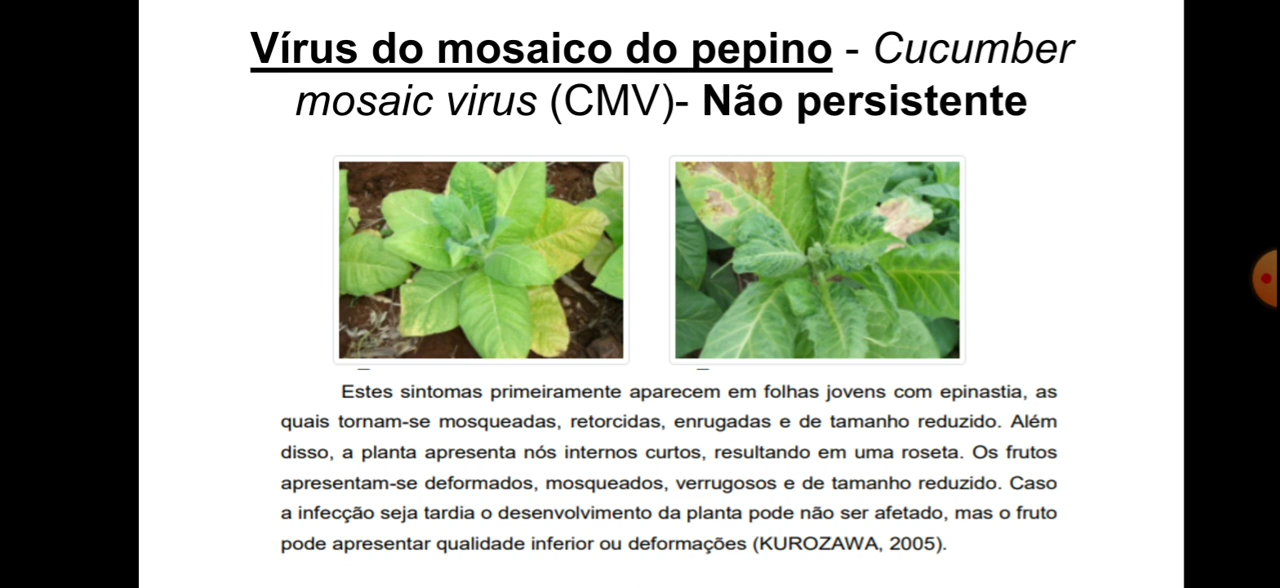 Vírus do mosaico do pepino - Cucumber
mosaic virus (CMV)- Não persistente
Estes sintomas primeiramente aparecem em folhas jovens com epinastia, as
quais tornam-se mosqueadas, retorcidas, enrugadas e de tamanho reduzido. Além
disso, a planta apresenta nós internos curtos, resultando em uma roseta. Os frutos
apresentam-se deformados, mosqueados, verrugosos e de tamanho reduzido. Caso
a infecção seja tardia o desenvolvimento da planta pode não ser afetado, mas o fruto
pode apresentar qualidade inferior ou deformações (KUROZAWA, 2005).